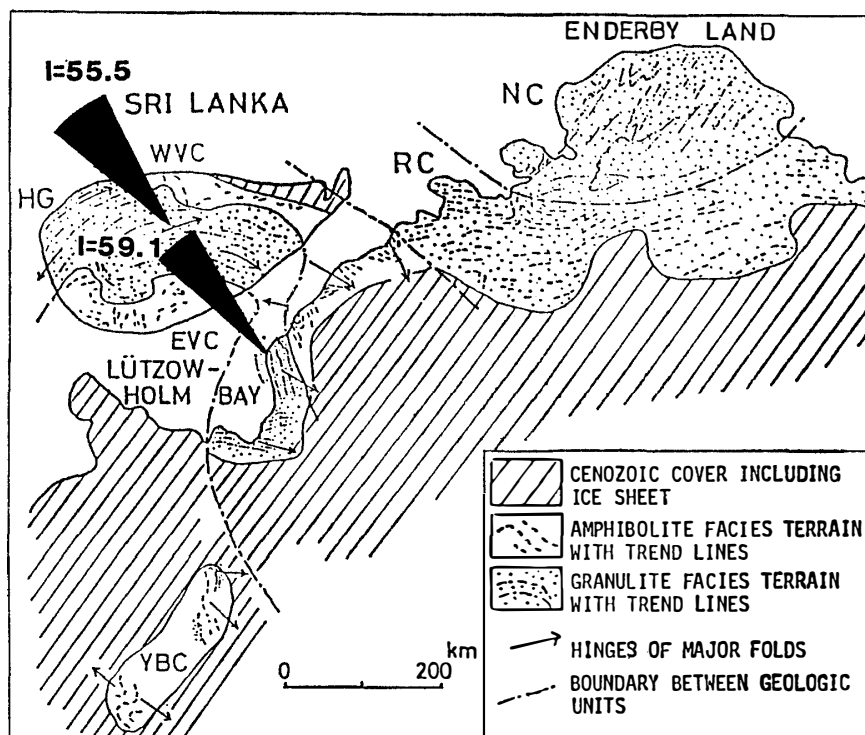 ENDERBY LAND
I=55.5
SRI LANKA
NC
WVC
RC
HG
I=59.1
EVC
LÜTZOW-
HOLM BAY
YBC
km
0 200
CENOZOIC COVER INCLUDING
ICE SHEET
AMPHIBOLITE FACIES TERRAIN
WITH TREND LINES
GRANULITE FACIES TERRAIN
WITH TREND LINES
HINGES OF MAJOR FOLDS
BOUNDARY BETWEEN GEOLOGIC
UNITS